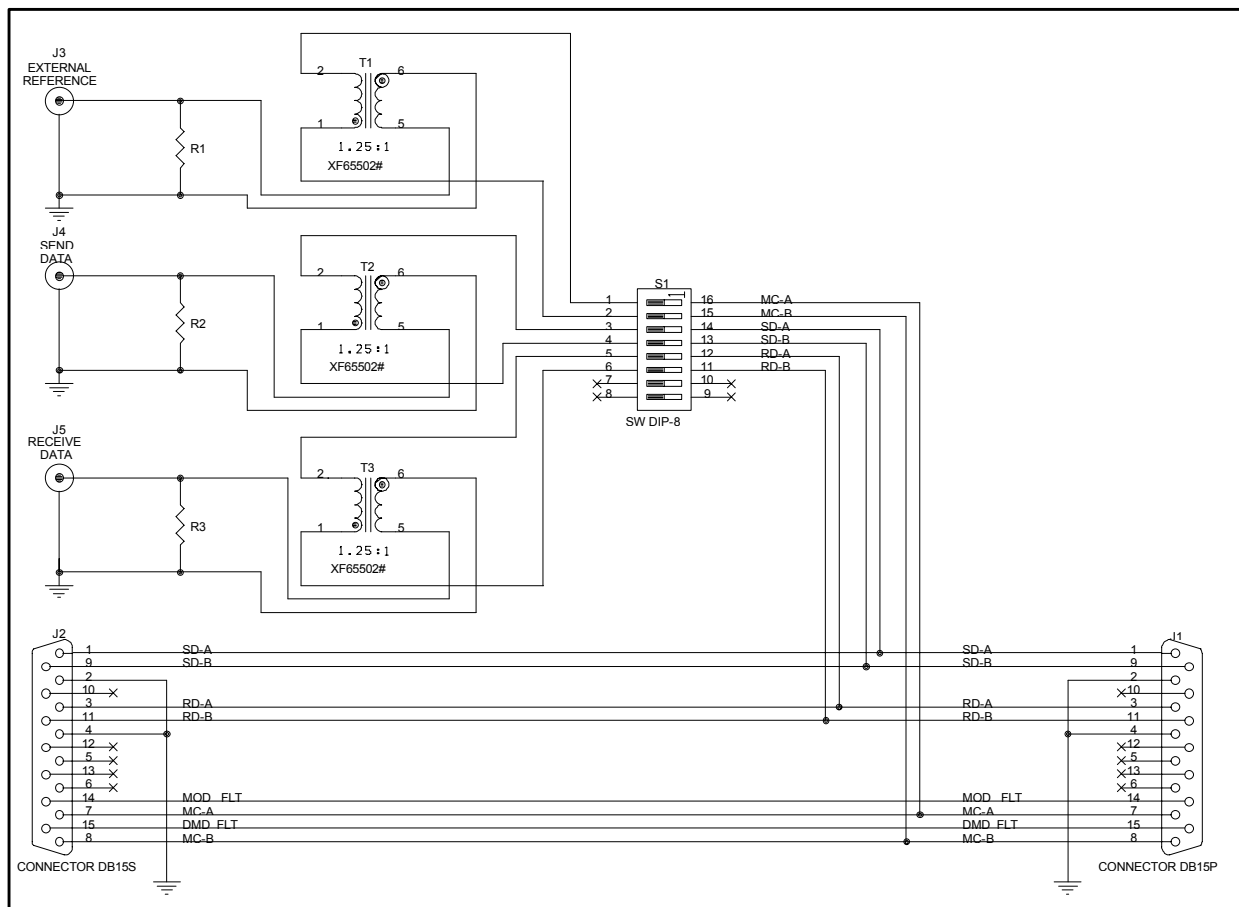 J3
EXTERNAL
REFERENCE
R1
T1
2
6
1
5
1.25:1
XF65502#
J4
SEND
DATA
R2
T2
2
6
1
5
1.25:1
XF65502#
J5
RECEIVE
DATA
R3
T3
2
6
1
5
1.25:1
XF65502#
S1
1
1 16 MC-A
2 15 MC-B
3 14 SD-A
4 13 SD-B
5 12 RD-A
6 11 RD-B
7 10
8 9
SW DIP-8
J2
1 SD-A
9 SD-B
2
10
3 RD-A
11 RD-B
4
12
5
13
6
14 MOD_FLT
7 MC-A
15 DMD_FLT
8 MC-B
CONNECTOR DB15S
J1
SD-A 1
SD-B 9
2
10
RD-A 3
RD-B 11
4
12
5
13
6
MOD_FLT 14
MC-A 7
DMD_FLT 15
MC-B 8
CONNECTOR DB15P